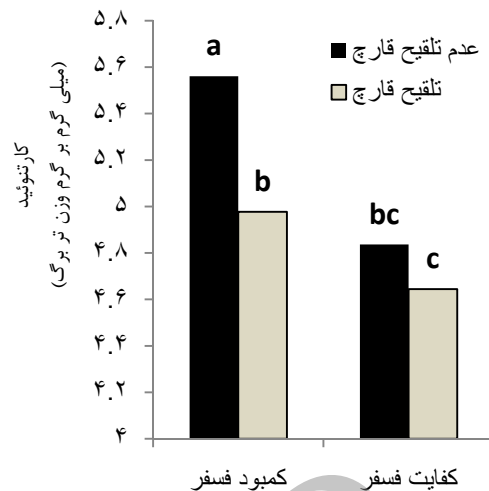 کارتنوئید
(میلی گرم بر گرم وزن تر برگ)
۵.۸
۵.۶
۵.۴
۵.۲
۵
۴.۸
۴.۶
۴.۴
۴.۲
۴
عدم تلقیح قارچ
تلقیح قارچ
a
b
bc
c
کمبود فسفر
کفایت فسفر